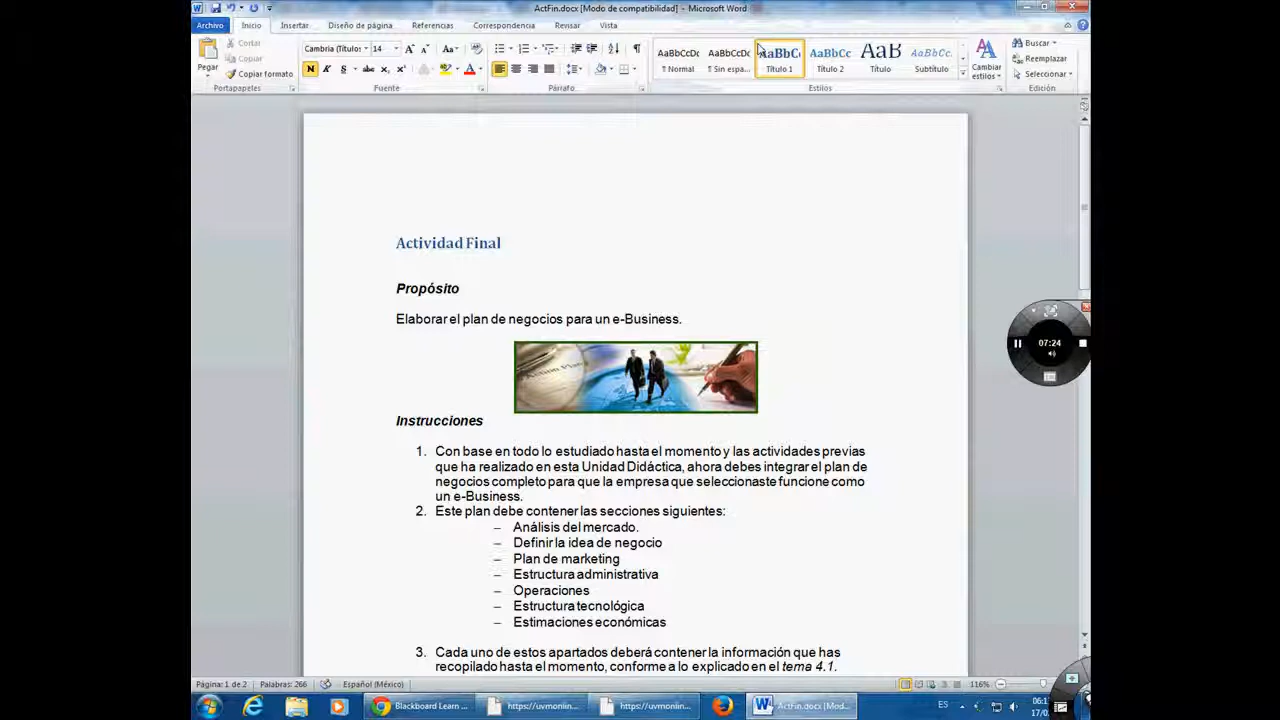 ActFin.docx [Modo de compatibilidad] - Microsoft Word
Archivo Inicio Insertar Diseño de página Referencias Correspondencia Revisar Vista
Pegar
Cortar
Copiar
Copiar formato
Portapapeles
Cambria (Títulos 14
N K S abc x₂ x²
Fuente
Párrafo
AaBbCcDc AaBbCcDc AaBbC AaBbCc AaB AaBbCc.
¶ Normal ¶ Sin espa... Título 1 Título 2 Título Subtítulo
Estilos
Cambiar estilos
Buscar
Reemplazar
Seleccionar
Edición
Actividad Final
Propósito
Elaborar el plan de negocios para un e-Business.
Instrucciones
1. Con base en todo lo estudiado hasta el momento y las actividades previas
que ha realizado en esta Unidad Didáctica, ahora debes integrar el plan de
negocios completo para que la empresa que seleccionaste funcione como
un e-Business.
2. Este plan debe contener las secciones siguientes:
– Análisis del mercado.
– Definir la idea de negocio
– Plan de marketing
– Estructura administrativa
– Operaciones
– Estructura tecnológica
– Estimaciones económicas
3. Cada uno de estos apartados deberá contener la información que has
recopilado hasta el momento, conforme a lo explicado en el tema 4.1.
07:24
Página: 1 de 2 Palabras: 266 Español (México) 116%
Blackboard Learn ... https://uvmonlin... https://uvmonlin... ActFin.docx [Mod... ES